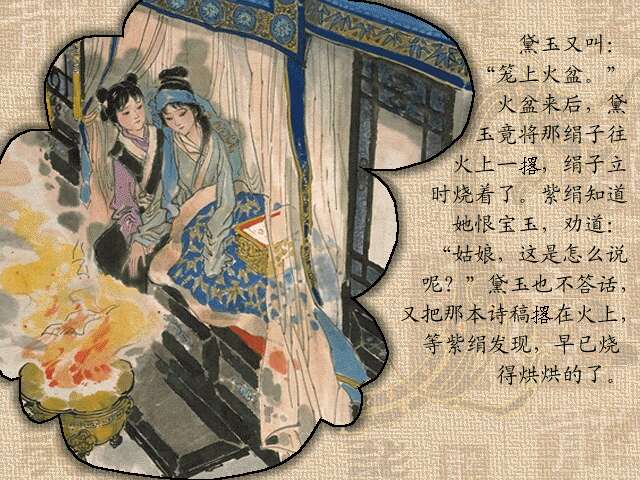 黛玉又叫：
“笼上火盆。”
火盆来后，黛
玉竟将那绢子往
火上一撂，绢子立
时烧着了。紫绢知道
她恨宝玉，劝道：
“姑娘，这是怎么说
呢？”黛玉也不答话，
又把那本诗稿撂在火上，
等紫绢发现，早已烧
得烘烘的了。